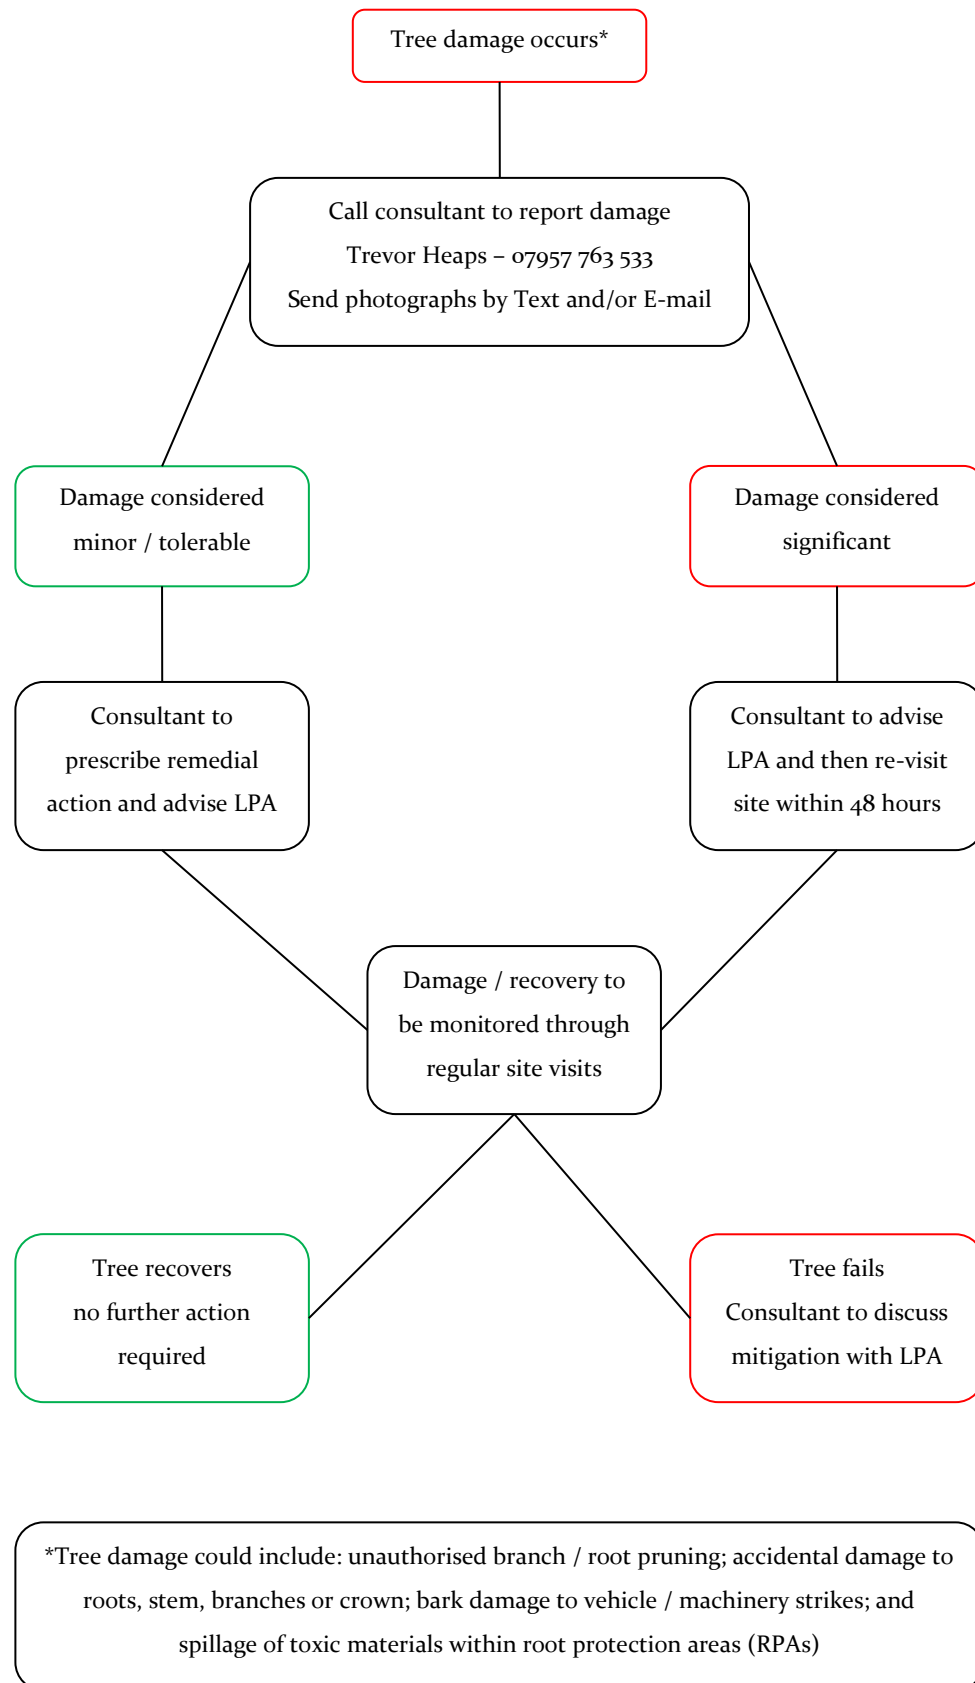 Tree damage occurs*
Call consultant to report damage
Trevor Heaps – 07957 763 533
Send photographs by Text and/or E-mail
Damage considered
minor / tolerable
Damage considered
significant
Consultant to
prescribe remedial
action and advise LPA
Consultant to advise
LPA and then re-visit
site within 48 hours
Damage / recovery to
be monitored through
regular site visits
Tree recovers
no further action
required
Tree fails
Consultant to discuss
mitigation with LPA
*Tree damage could include: unauthorised branch / root pruning; accidental damage to
roots, stem, branches or crown; bark damage to vehicle / machinery strikes; and
spillage of toxic materials within root protection areas (RPAs)